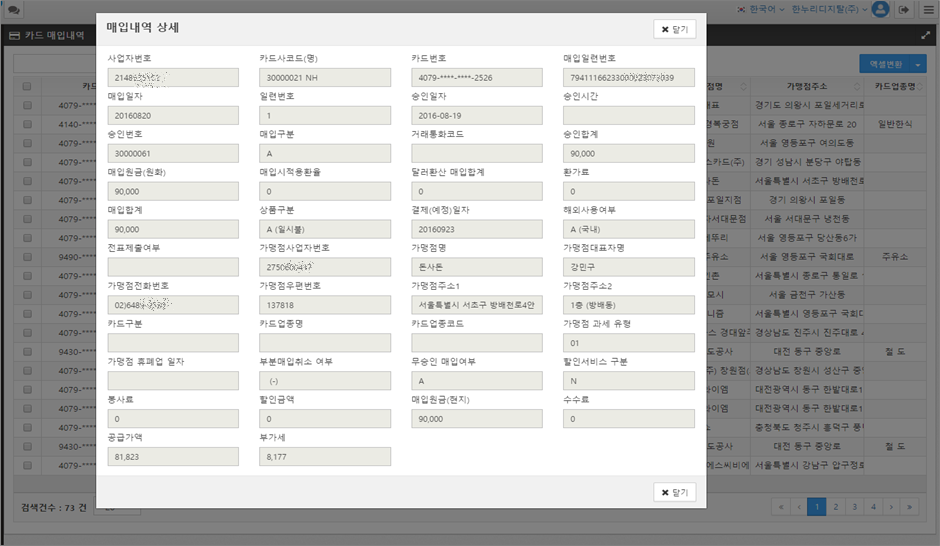 한국어
한누리디지탈(주)
카드 매입내역
매입내역 상세
✖ 닫기
사업자번호 카드사코드(명) 카드번호 매입일련번호
30000021 NH 4079-****-****-2526
매입일자 일련번호 승인일자 승인시간
20160820 1 2016-08-19
승인번호 매입구분 거래통화코드 승인합계
30000061 A 90,000
매입원금(원화) 매입시적용환율 달러환산 매입합계 환가료
90,000 0 0 0
매입합계 상품구분 결제(예정)일자 해외사용여부
90,000 A (일시불) 20160923 A (국내)
전표제출여부 가맹점사업자번호 가맹점명 가맹점대표자명
돈사돈 강민구
가맹점전화번호 가맹점우편번호 가맹점주소1 가맹점주소2
137818 서울특별시 서초구 방배천로4안 1층 (방배동)
카드구분 카드업종명 카드업종코드 가맹점 과세 유형
01
가맹점 휴폐업 일자 부분매입취소 여부 무승인 매입여부 할인서비스 구분
(-) A N
봉사료 할인금액 매입원금(현지) 수수료
0 0 90,000 0
공급가액 부가세
81,823 8,177
✖ 닫기
엑셀변환
카드 점명 가맹점주소 카드업종명
4079-**** 대표 경기도 의왕시 포일세거리로
4140-**** 경복궁점 서울 종로구 자하문로 20 일반한식
4079-**** 원 서울 영등포구 여의도동
4079-**** 스카드(주) 경기 성남시 분당구 야탑동
4079-**** 사돈 서울특별시 서초구 방배천
4079-**** 포일지점 경기 의왕시 포일동
4079-**** 자서대문점 서울 서대문구 냉천동
4079-**** 서울 영등포구 당산동6가
9490-**** 주유소 서울 영등포구 국회대로 주유소
4079-**** 서울특별시 종로구 통일로
4079-**** 서울 금천구 가산동
4079-**** 니즘 서울특별시 영등포구 국회대
4079-**** 스 경대앞 경상남도 진주시 진주대로
9430-**** 도공사 대전 동구 중앙로 철 도
4079-**** 주) 창원점( 경상남도 창원시 성산구 중앙
4079-**** 아이엠 대전광역시 동구 한밭대로1
4079-**** 아이엠 대전광역시 동구 한밭대로1
4079-**** 충청북도 청주시 흥덕구
9430-**** 도공사 대전 동구 중앙로 철 도
4079-**** 에스씨비에 서울특별시 강남구 압구정로
검색건수 : 73 건
« ‹ 1 2 3 4 › »